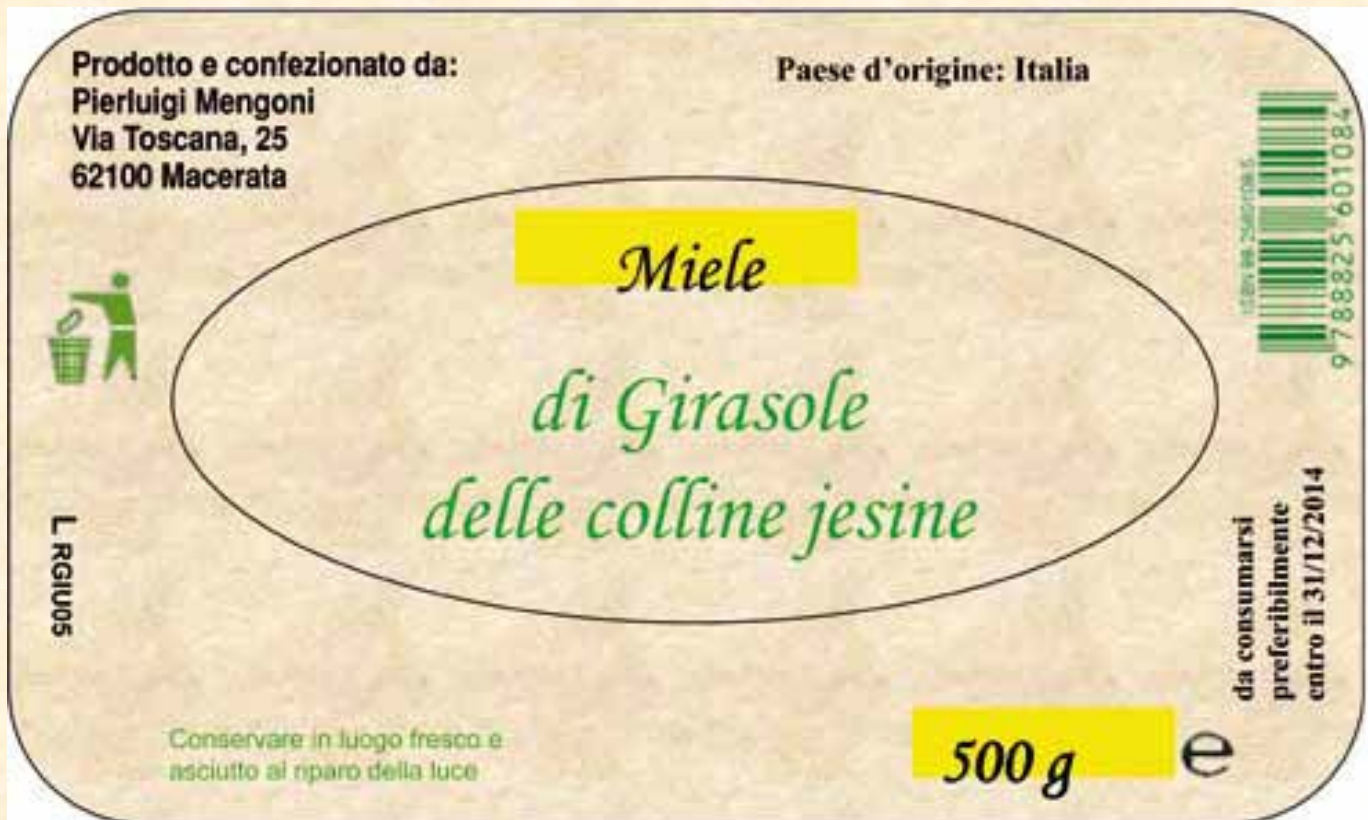 Prodotto e confezionato da:
Pierluigi Mengoni
Via Toscana, 25
62100 Macerata
Paese d'origine: Italia
9 788825 601084
Miele
di Girasole
delle colline jesine
L RGIU05
da consumarsi
preferibilmente
entro il 31/12/2014
Conservare in luogo fresco e
asciutto al riparo della luce
500 g e